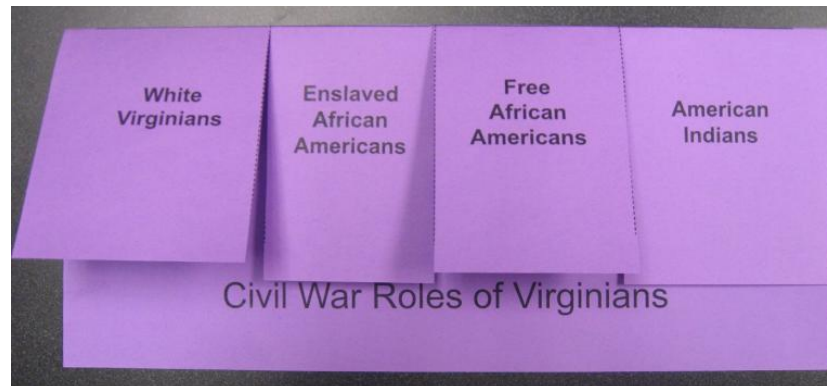 White
Virginians
Enslaved
African
Americans
Free
African
Americans
American
Indians
Civil War Roles of Virginians